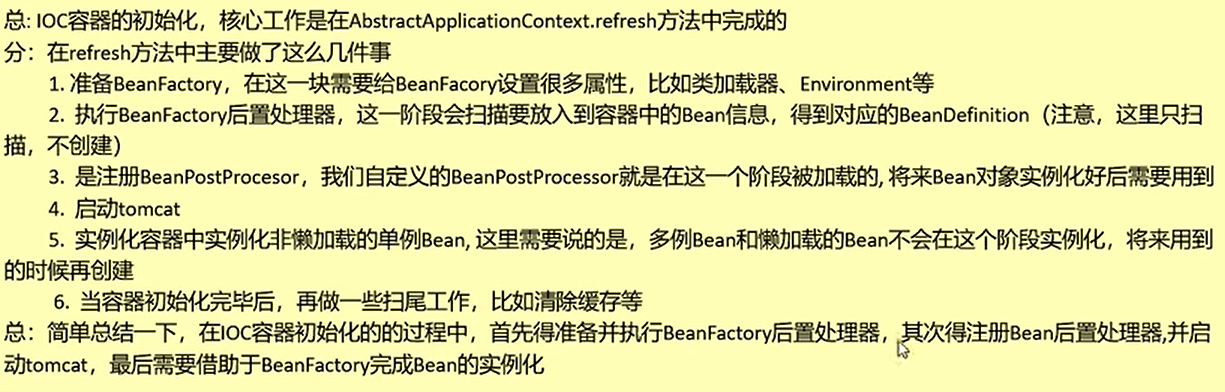 总: IOC容器的初始化，核心工作是在AbstractApplicationContext.refresh方法中完成的
分：在refresh方法中主要做了这么几件事
1. 准备BeanFactory，在这一块需要给BeanFacory设置很多属性，比如类加载器、Environment等
2. 执行BeanFactory后置处理器，这一阶段会扫描要放入到容器中的Bean信息，得到对应的BeanDefinition（注意，这里只扫
描，不创建）
3. 是注册BeanPostProcesor，我们自定义的BeanPostProcessor就是在这一个阶段被加载的, 将来Bean对象实例化好后需要用到
4. 启动tomcat
5. 实例化容器中实例化非懒加载的单例Bean, 这里需要说的是，多例Bean和懒加载的Bean不会在这个阶段实例化，将来用到
的时候再创建
6. 当容器初始化完毕后，再做一些扫尾工作，比如清除缓存等
总：简单总结一下，在IOC容器初始化的的过程中，首先得准备并执行BeanFactory后置处理器，其次得注册Bean后置处理器,并启
动tomcat，最后需要借助于BeanFactory完成Bean的实例化